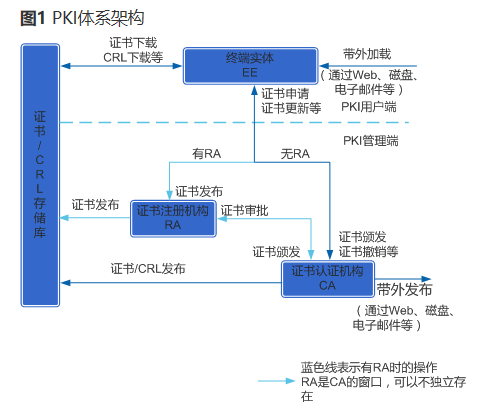 图1 PKI体系架构
证书下载
CRL下载等
终端实体
EE
带外加载
（通过Web、磁盘、
电子邮件等）
证书申请
证书更新等
PKI用户端
PKI管理端
证
书
/
C
R
L
存
储
库
有RA
无RA
证书发布
证书发布
证书注册机构
RA
证书审批
证书颁发
证书颁发
证书撤销等
证书/CRL发布
证书认证机构
CA
带外发布
（通过Web、磁盘、
电子邮件等）
蓝色线表示有RA时的操作
RA是CA的窗口，可以不独立存
在